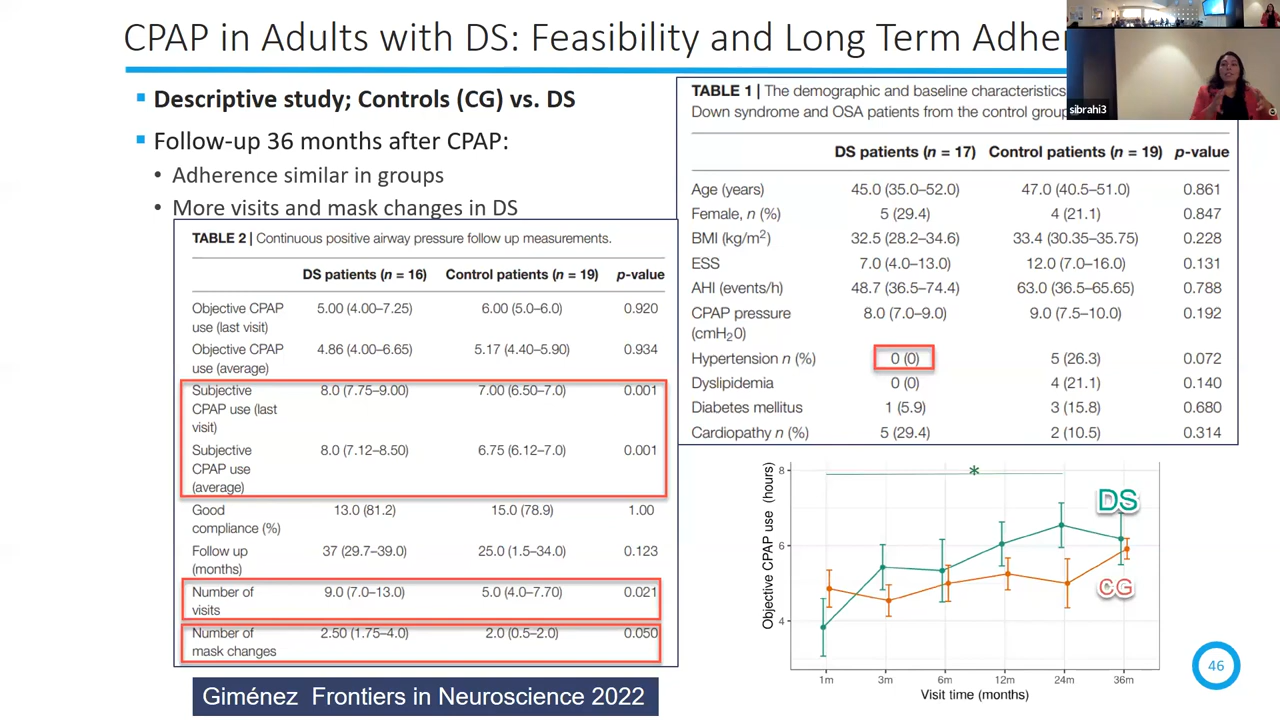 CPAP in Adults with DS: Feasibility and Long Term Adhe
Descriptive study; Controls (CG) vs. DS
Follow-up 36 months after CPAP:
Adherence similar in groups
More visits and mask changes in DS
TABLE 2 | Continuous positive airway pressure follow up measurements.
DS patients (n = 16) Control patients (n = 19) p-value
Objective CPAP 5.00 (4.00–7.25) 6.00 (5.0–6.0) 0.920
use (last visit)
Objective CPAP 4.86 (4.00–6.65) 5.17 (4.40–5.90) 0.934
use (average)
Subjective 8.0 (7.75–9.00) 7.00 (6.50–7.0) 0.001
CPAP use (last
visit)
Subjective 8.0 (7.12–8.50) 6.75 (6.12–7.0) 0.001
CPAP use
(average)
Good 13.0 (81.2) 15.0 (78.9) 1.00
compliance (%)
Follow up 37 (29.7–39.0) 25.0 (1.5–34.0) 0.123
(months)
Number of 9.0 (7.0–13.0) 5.0 (4.0–7.70) 0.021
visits
Number of 2.50 (1.75–4.0) 2.0 (0.5–2.0) 0.050
mask changes
Giménez Frontiers in Neuroscience 2022
TABLE 1 | The demographic and baseline characteristics
Down syndrome and OSA patients from the control group
DS patients (n = 17) Control patients (n = 19) p-value
Age (years) 45.0 (35.0–52.0) 47.0 (40.5–51.0) 0.861
Female, n (%) 5 (29.4) 4 (21.1) 0.847
BMI (kg/m²) 32.5 (28.2–34.6) 33.4 (30.35–35.75) 0.228
ESS 7.0 (4.0–13.0) 12.0 (7.0–16.0) 0.131
AHI (events/h) 48.7 (36.5–74.4) 63.0 (36.5–65.65) 0.788
CPAP pressure 8.0 (7.0–9.0) 9.0 (7.5–10.0) 0.192
(cmH₂0)
Hypertension n (%) 0 (0) 5 (26.3) 0.072
Dyslipidemia 0 (0) 4 (21.1) 0.140
Diabetes mellitus 1 (5.9) 3 (15.8) 0.680
Cardiopathy n (%) 5 (29.4) 2 (10.5) 0.314
sibrahi3
Objective CPAP use (hours)
8
6
4
*
DS
CG
1m 3m 6m 12m 24m 36m
Visit time (months)
46